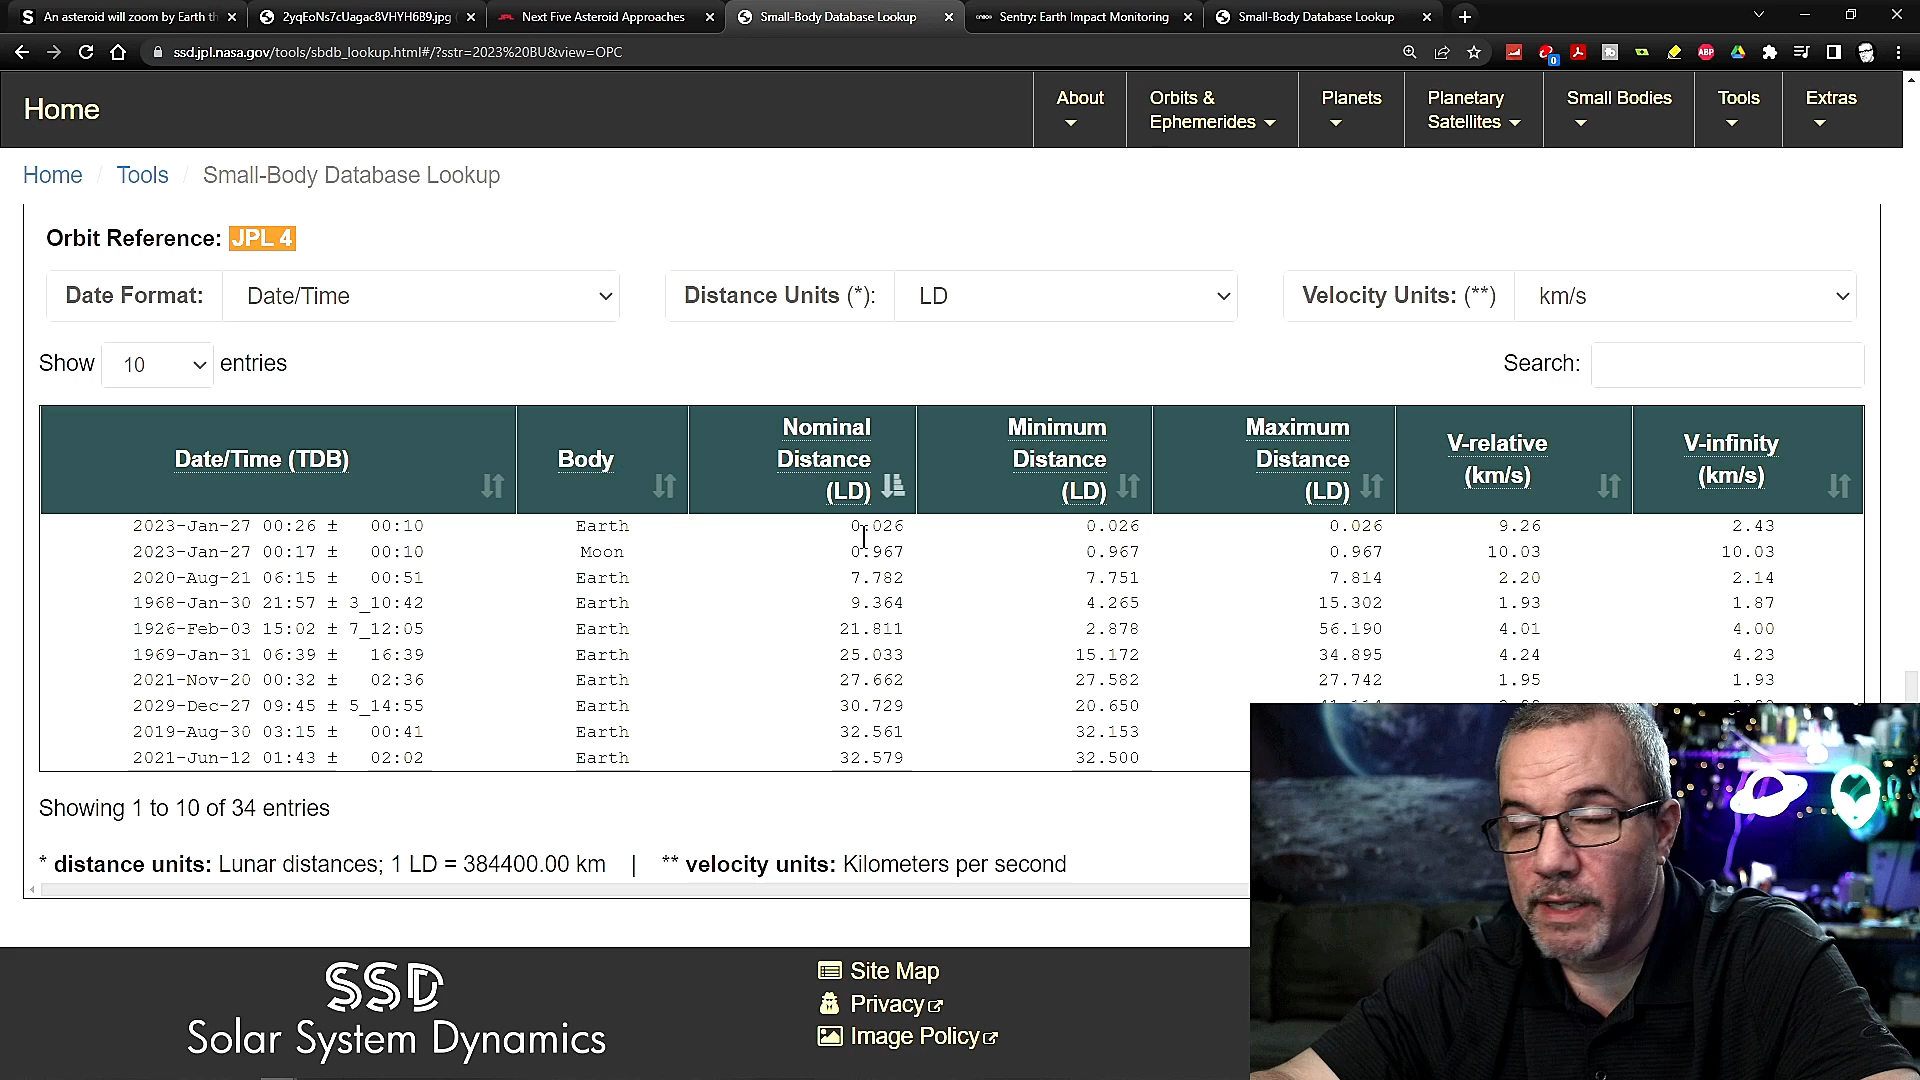 An asteroid will zoom by Earth th
2yqEoNs7cUagac8VHYH6B9.jpg (
Next Five Asteroid Approaches
Small-Body Database Lookup
Sentry: Earth Impact Monitoring
Small-Body Database Lookup
ssd.jpl.nasa.gov/tools/sbdb_lookup.html#/?sstr=2023%20BU&view=OPC
Home
About
Orbits &
Ephemerides
Planets
Planetary
Satellites
Small Bodies
Tools
Extras
Home / Tools / Small-Body Database Lookup
Orbit Reference: JPL 4
Date Format: Date/Time
Distance Units (*): LD
Velocity Units: (**) km/s
Show 10 entries
Search:
Date/Time (TDB) Body Nominal Distance (LD) Minimum Distance (LD) Maximum Distance (LD) V-relative (km/s) V-infinity (km/s)
2023-Jan-27 00:26 ± 00:10 Earth 0.026 0.026 0.026 9.26 2.43
2023-Jan-27 00:17 ± 00:10 Moon 0.967 0.967 0.967 10.03 10.03
2020-Aug-21 06:15 ± 00:51 Earth 7.782 7.751 7.814 2.20 2.14
1968-Jan-30 21:57 ± 3_10:42 Earth 9.364 4.265 15.302 1.93 1.87
1926-Feb-03 15:02 ± 7_12:05 Earth 21.811 2.878 56.190 4.01 4.00
1969-Jan-31 06:39 ± 16:39 Earth 25.033 15.172 34.895 4.24 4.23
2021-Nov-20 00:32 ± 02:36 Earth 27.662 27.582 27.742 1.95 1.93
2029-Dec-27 09:45 ± 5_14:55 Earth 30.729 20.650
2019-Aug-30 03:15 ± 00:41 Earth 32.561 32.153
2021-Jun-12 01:43 ± 02:02 Earth 32.579 32.500
Showing 1 to 10 of 34 entries
* distance units: Lunar distances; 1 LD = 384400.00 km | ** velocity units: Kilometers per second
SSD
Solar System Dynamics
Site Map
Privacy
Image Policy